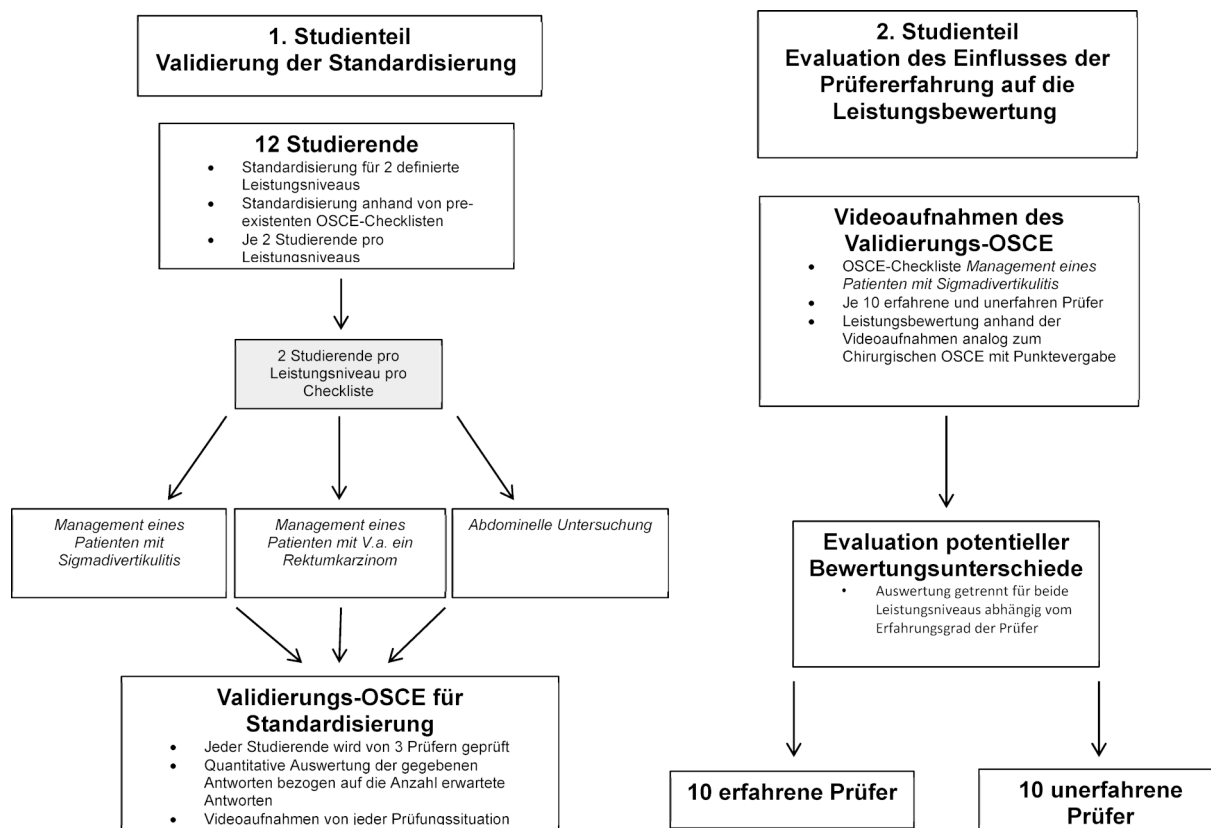 1. Studienteil
Validierung der Standardisierung
12 Studierende
• Standardisierung für 2 definierte
Leistungsniveaus
• Standardisierung anhand von pre-
existenten OSCE-Checklisten
• Je 2 Studierende pro
Leistungsniveaus
2 Studierende pro
Leistungsniveau pro
Checkliste
Management eines
Patienten mit
Sigmadivertikulitis
Management eines
Patienten mit V.a. ein
Rektumkarzinom
Abdominelle Untersuchung
Validierungs-OSCE für
Standardisierung
• Jeder Studierende wird von 3 Prüfern geprüft
• Quantitative Auswertung der gegebenen
Antworten bezogen auf die Anzahl erwartete
Antworten
• Videoaufnahmen von jeder Prüfungssituation
2. Studienteil
Evaluation des Einflusses der
Prüfererfahrung auf die
Leistungsbewertung
Videoaufnahmen des
Validierungs-OSCE
• OSCE-Checkliste Management eines
Patienten mit Sigmadivertikulitis
• Je 10 erfahrene und unerfahren Prüfer
• Leistungsbewertung anhand der
Videoaufnahmen analog zum
Chirurgischen OSCE mit Punktevergabe
Evaluation potentieller
Bewertungsunterschiede
• Auswertung getrennt für beide
Leistungsniveaus abhängig vom
Erfahrungsgrad der Prüfer
10 erfahrene Prüfer
10 unerfahrene
Prüfer